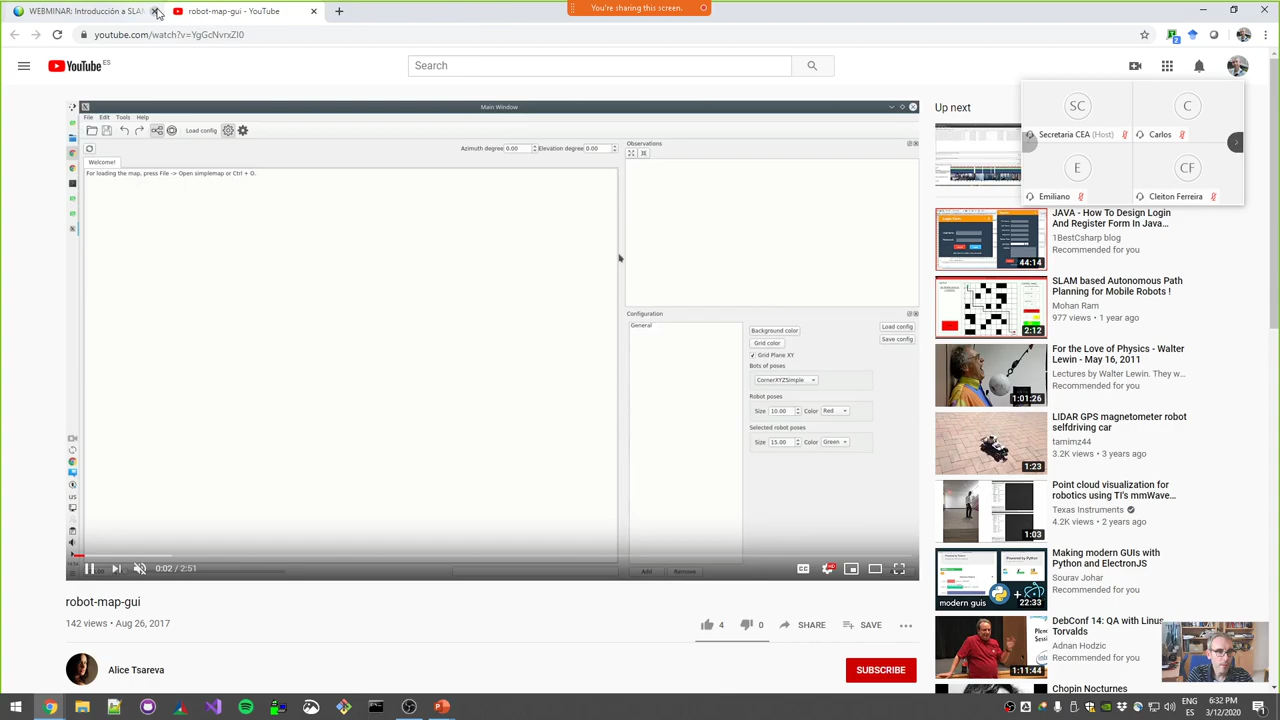 WEBMINAR: Introducción a SLAM
robot-map-gui - YouTube
You're sharing this screen.
youtube.com/watch?v=YgGcNvrxZI0
YouTube ES
Search
Main Window
File Edit Tools Help
Load config
Azimuth degree 0.00 Elevation degree 0.00
Welcome!
For loading the map, press File -> Open simplemap or Ctrl + O.
Observations
Configuration
General
Background color
Load config
Grid color
Save config
Grid Plane XY
Bots of poses
CornerXYZSimple
Robot poses
Size 10.00 Color Red
Selected robot poses
Size 15.00 Color Green
Add Remove
US
0:02 / 2:51
CC
HD
robot-map-gui
142 views • Aug 26, 2017
4 0 SHARE SAVE
Alice Tsareva
SUBSCRIBE
Up next
SC
C
Secretaria CEA (Host)
Carlos
E
CF
Emiliano
Cleiton Ferreira
JAVA - How To Design Login
And Register Form In Java...
1BestCsharp blog
Recommended for you
44:14
SLAM based Autonomous Path
Planning for Mobile Robots !
Mohan Ram
977 views • 1 year ago
2:12
For the Love of Physics - Walter
Lewin - May 16, 2011
Lectures by Walter Lewin. They w...
Recommended for you
1:01:26
LIDAR GPS magnetometer robot
selfdriving car
tamimz44
3.2K views • 3 years ago
1:23
Point cloud visualization for
robotics using TI's mmWave...
Texas Instruments
4.2K views • 2 years ago
1:03
Making modern GUIs with
Python and ElectronJS
Sourav Johar
Recommended for you
modern guis
22:33
DebConf 14: QA with Linus
Torvalds
Adnan Hodzic
Recommended for you
1:11:44
Chopin Nocturnes
ENG
ES
6:32 PM
3/12/2020